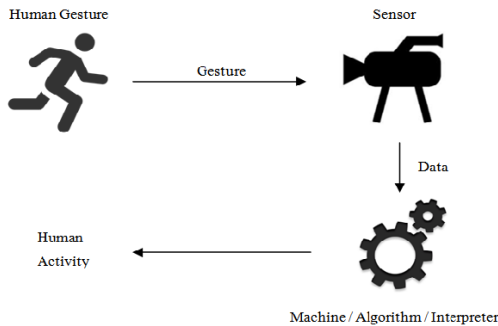 Human Gesture
Sensor
Gesture
Data
Human
Activity
Machine / Algorithm / Interpreter